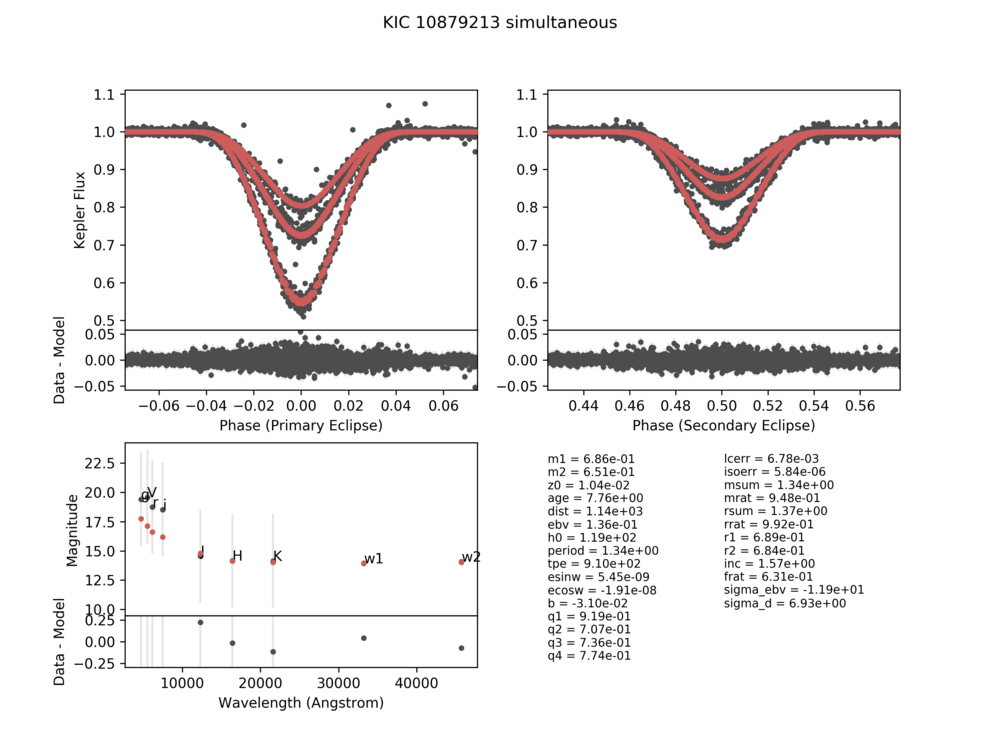 KIC 10879213 simultaneous
1.1
1.0
0.9
0.8
0.7
0.6
0.5
Kepler Flux
0.05
0.00
−0.05
Data - Model
−0.06 −0.04 −0.02 0.00 0.02 0.04 0.06
Phase (Primary Eclipse)
1.1
1.0
0.9
0.8
0.7
0.6
0.5
0.05
0.00
−0.05
0.44 0.46 0.48 0.50 0.52 0.54 0.56
Phase (Secondary Eclipse)
22.5
20.0
17.5
15.0
12.5
10.0
Magnitude
g V r i J H K w1 w2
0.25
0.00
−0.25
Data - Model
10000 20000 30000 40000
Wavelength (Angstrom)
m1 = 6.86e-01
m2 = 6.51e-01
z0 = 1.04e-02
age = 7.76e+00
dist = 1.14e+03
ebv = 1.36e-01
h0 = 1.19e+02
period = 1.34e+00
tpe = 9.10e+02
esinw = 5.45e-09
ecosw = -1.91e-08
b = -3.10e-02
q1 = 9.19e-01
q2 = 7.07e-01
q3 = 7.36e-01
q4 = 7.74e-01
lcerr = 6.78e-03
isoerr = 5.84e-06
msum = 1.34e+00
mrat = 9.48e-01
rsum = 1.37e+00
rrat = 9.92e-01
r1 = 6.89e-01
r2 = 6.84e-01
inc = 1.57e+00
frat = 6.31e-01
sigma_ebv = -1.19e+01
sigma_d = 6.93e+00